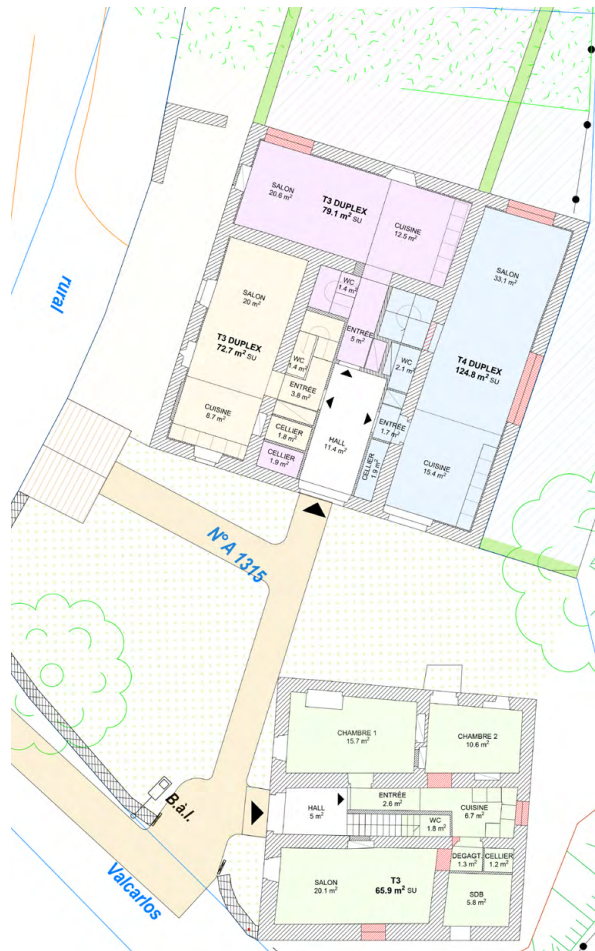 SALON
20.6 m²
T3 DUPLEX
79.1 m² SU
CUISINE
12.5 m²
SALON
33.1 m²
rural
WC
1.4 m²
SALON
20 m²
ENTRÉE
5 m²
T3 DUPLEX
72.7 m² SU
WC
1.4 m²
WC
2.1 m²
T4 DUPLEX
124.8 m² SU
ENTRÉE
3.8 m²
CUISINE
8.7 m²
CELLIER
1.8 m²
HALL
11.4 m²
ENTRÉE
1.7 m²
CELLIER
1.9 m²
CELLIER
1.9 m²
CUISINE
15.4 m²
N°A 1315
CHAMBRE 1
15.7 m²
CHAMBRE 2
10.6 m²
B.à.l.
HALL
5 m²
ENTRÉE
2.6 m²
CUISINE
6.7 m²
WC
1.8 m²
Valcarlos
DEGAGT.
1.3 m²
CELLIER
1.2 m²
SALON
20.1 m²
T3
65.9 m² SU
SDB
5.8 m²